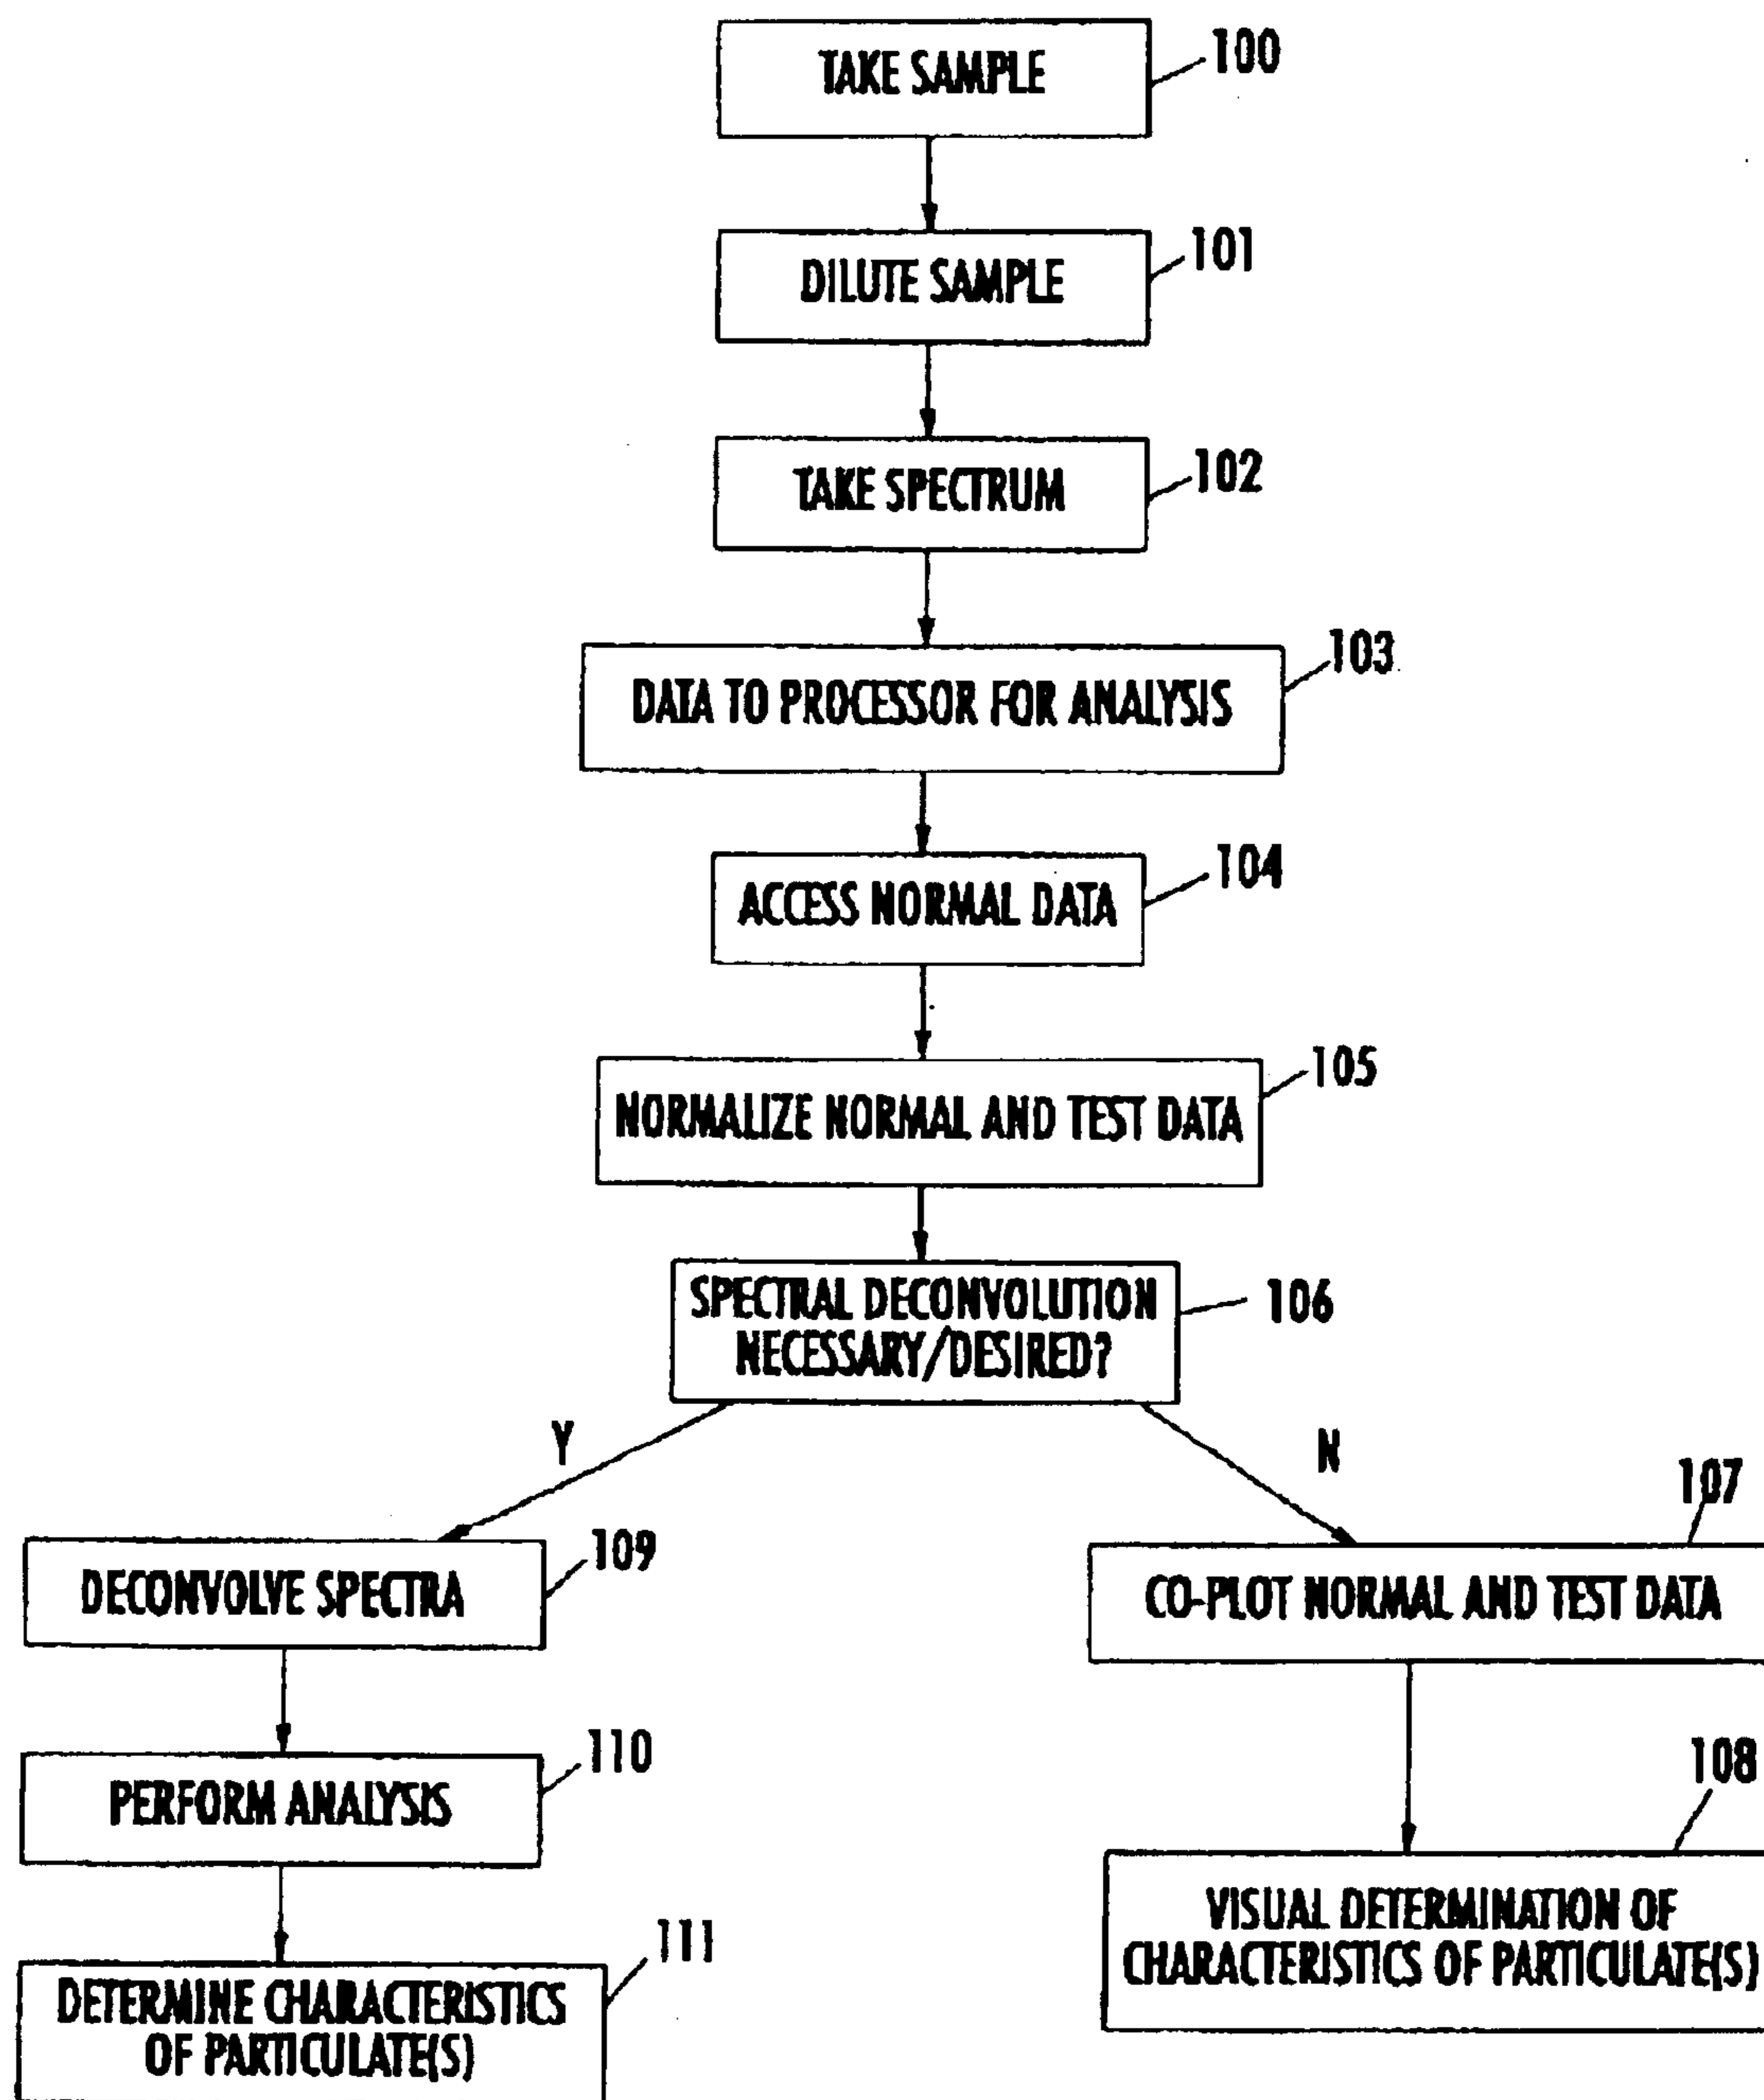 TAKE SAMPLE
100
DILUTE SAMPLE
101
TAKE SPECTRUM
102
DATA TO PROCESSOR FOR ANALYSIS
103
ACCESS NORMAL DATA
104
NORMALIZE NORMAL AND TEST DATA
105
SPECTRAL DECONVOLUTION
NECESSARY/DESIRED?
106
Y
N
DECONVOLVE SPECTRA
109
PERFORM ANALYSIS
110
DETERMINE CHARACTERISTICS
OF PARTICULATE(S)
111
107
CO-PLOT NORMAL AND TEST DATA
108
VISUAL DETERMINATION OF
CHARACTERISTICS OF PARTICULATE(S)